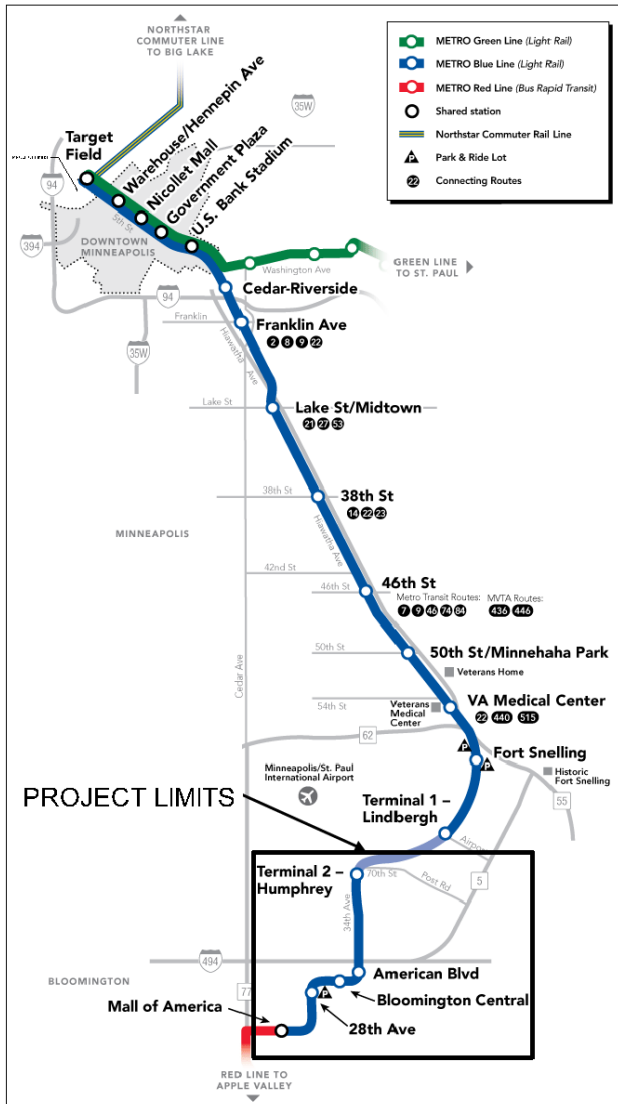 NORTHSTAR
COMMUTER LINE
TO BIG LAKE
METRO Green Line (Light Rail)
METRO Blue Line (Light Rail)
METRO Red Line (Bus Rapid Transit)
Shared station
Northstar Commuter Rail Line
P Park & Ride Lot
22 Connecting Routes
35W
Target
Field
Warehouse/Hennepin Ave
Nicollet Mall
Government Plaza
U.S. Bank Stadium
94
5th St
394
DOWNTOWN
MINNEAPOLIS
Washington Ave
GREEN LINE
TO ST. PAUL
Cedar-Riverside
94
Franklin
Franklin Ave
2 8 9 22
35W
Hiawatha Ave
Lake St
Lake St/Midtown
21 27 53
38th St
38th St
14 22 23
Hiawatha Ave
MINNEAPOLIS
42nd St
46th St
46th St
Metro Transit Routes:
7 9 46 74 84
MVTA Routes:
436 446
50th St
50th St/Minnehaha Park
Veterans Home
Cedar Ave
54th St
Veterans
Medical
Center
VA Medical Center
22 440 515
62
P
Fort Snelling
P
Minneapolis/St. Paul
International Airport
Historic
Fort Snelling
55
PROJECT LIMITS
Terminal 1 –
Lindbergh
Airport
Terminal 2 –
Humphrey
70th St
Post Rd
5
34th Ave
494
BLOOMINGTON
77
American Blvd
P
Bloomington Central
Mall of America
28th Ave
RED LINE TO
APPLE VALLEY